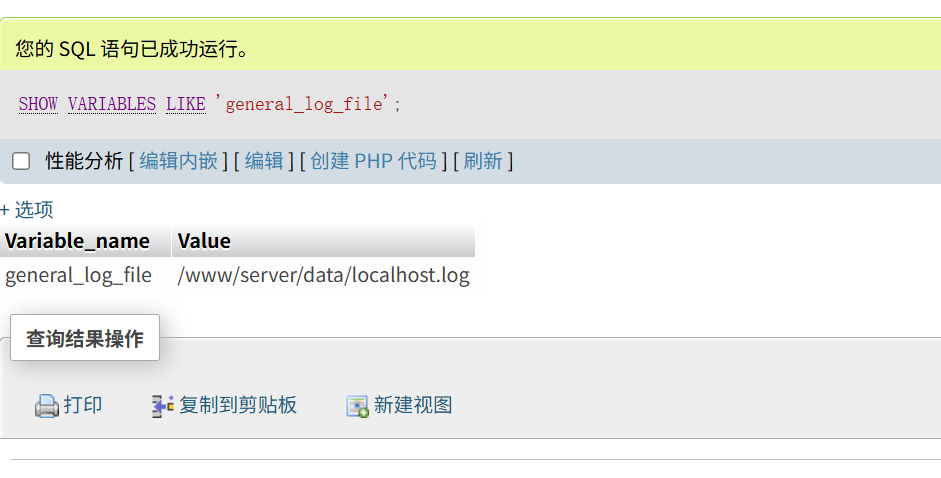 您的 SQL 语句已成功运行。
SHOW VARIABLES LIKE 'general_log_file';
性能分析 [ 编辑内嵌 ] [ 编辑 ] [ 创建 PHP 代码 ] [ 刷新 ]
+ 选项
Variable_name Value
general_log_file /www/server/data/localhost.log
查询结果操作
打印 复制到剪贴板 新建视图